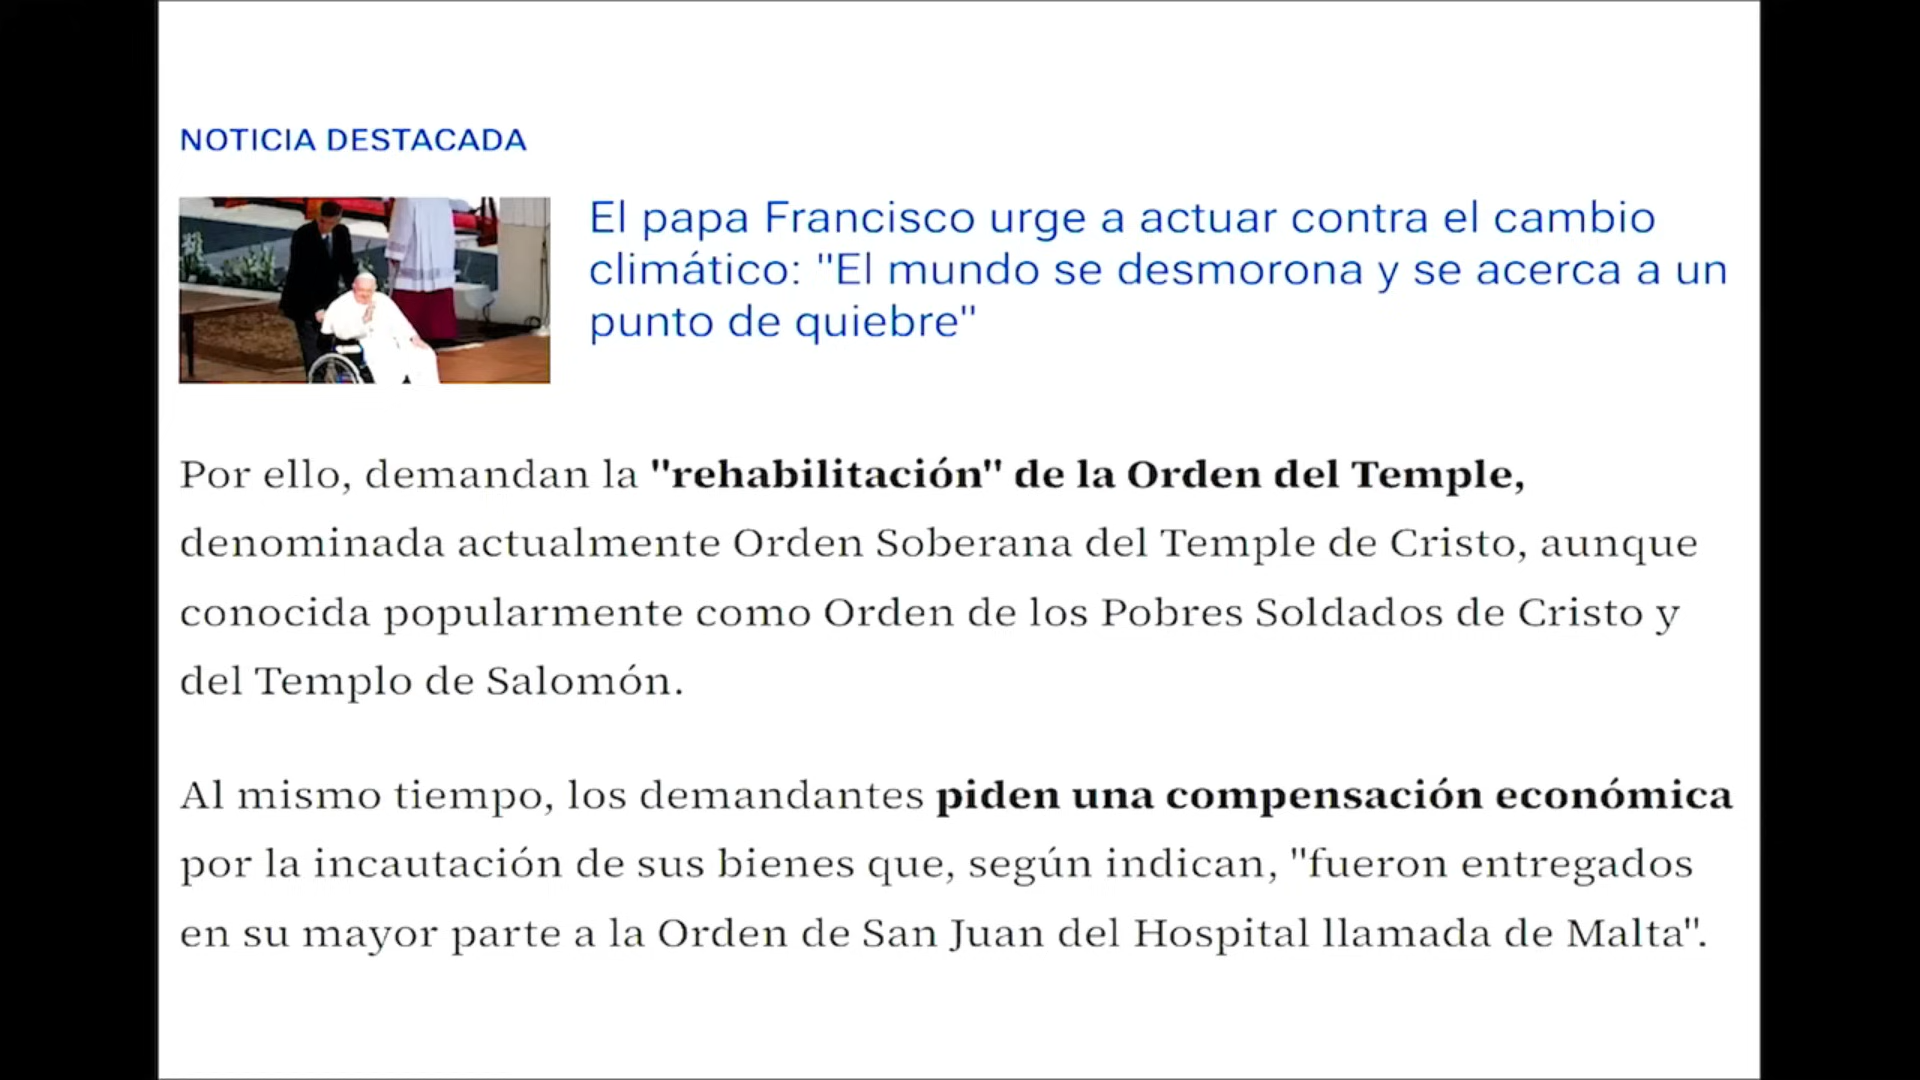 NOTICIA DESTACADA
El papa Francisco urge a actuar contra el cambio
climático: "El mundo se desmorona y se acerca a un
punto de quiebre"
Por ello, demandan la "rehabilitación" de la Orden del Temple,
denominada actualmente Orden Soberana del Temple de Cristo, aunque
conocida popularmente como Orden de los Pobres Soldados de Cristo y
del Templo de Salomón.
Al mismo tiempo, los demandantes piden una compensación económica
por la incautación de sus bienes que, según indican, "fueron entregados
en su mayor parte a la Orden de San Juan del Hospital llamada de Malta".